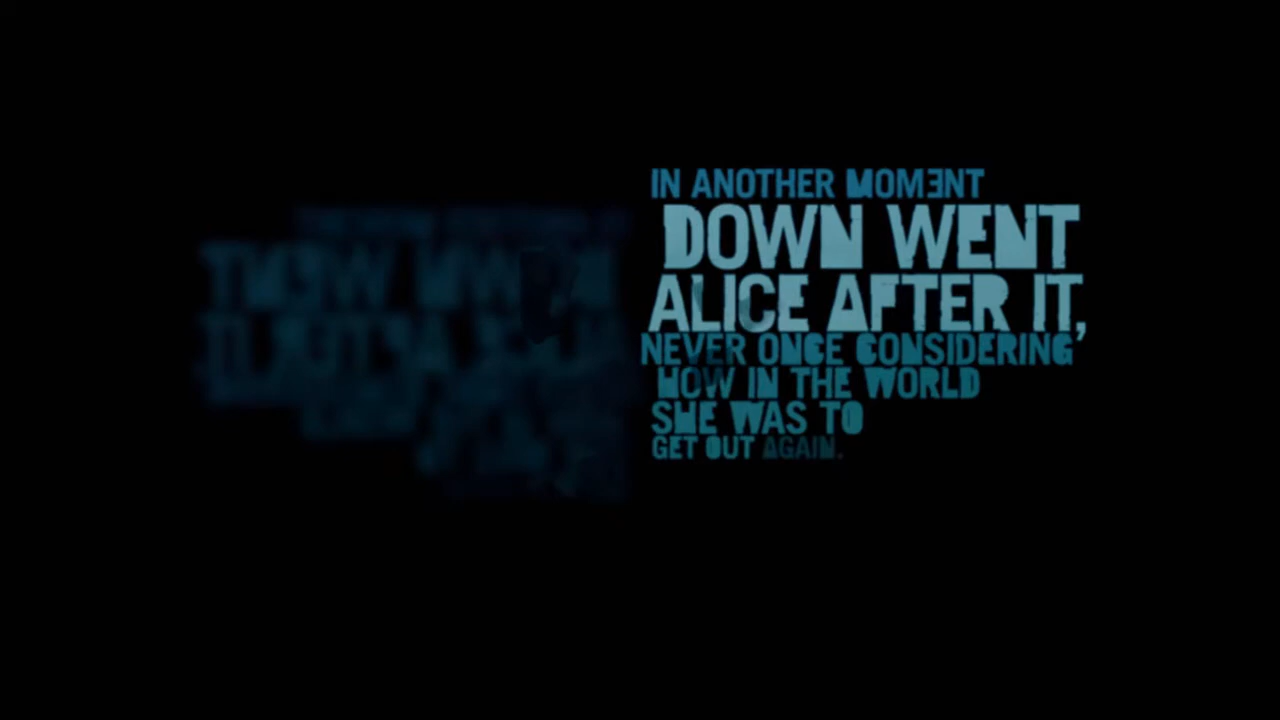 IN ANOTHER MOMENT
DOWN WENT
ALICE AFTER IT,
NEVER ONCE CONSIDERING
HOW IN THE WORLD
SHE WAS TO
GET OUT AGAIN.